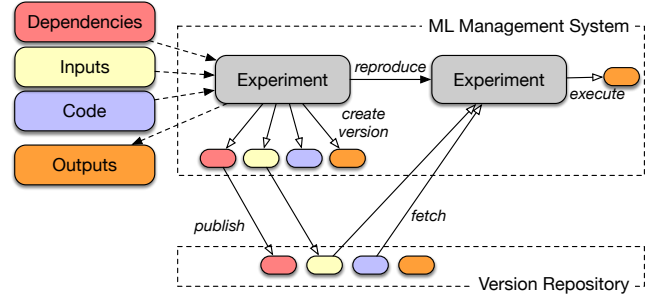 Dependencies
Inputs
Code
Outputs
ML Management System
Experiment
reproduce
Experiment
execute
create
version
publish
fetch
Version Repository